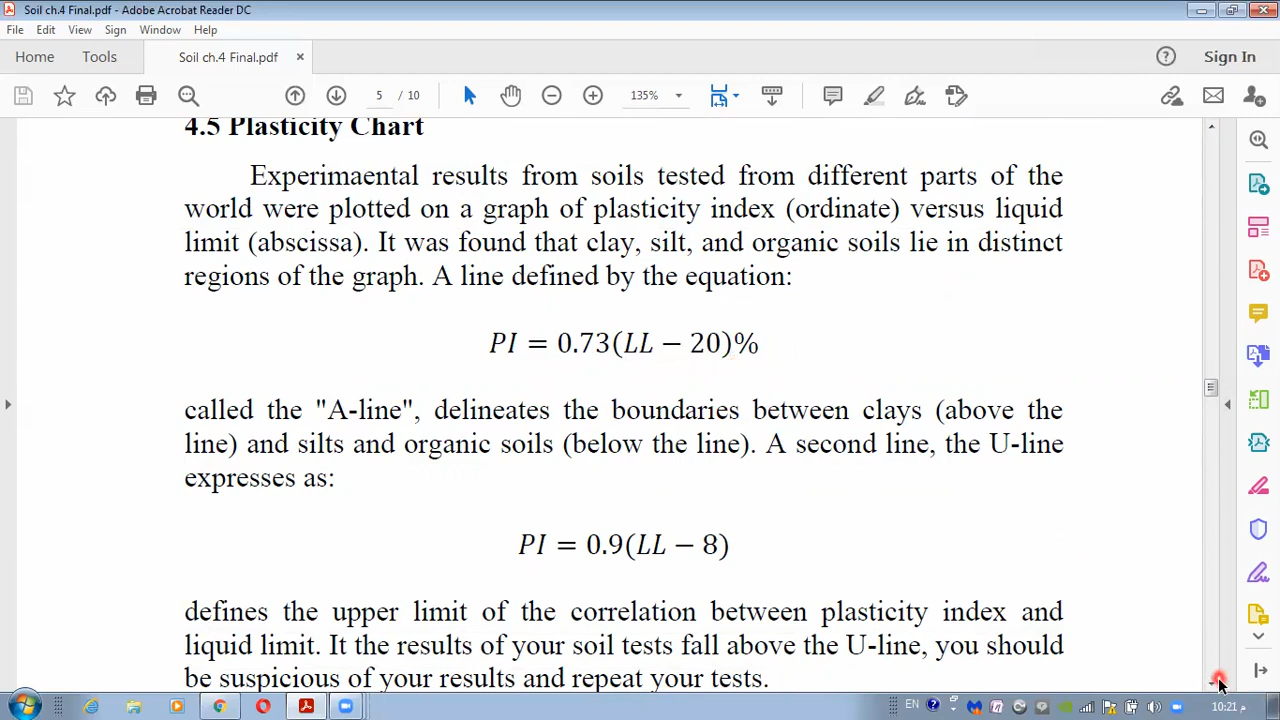 Soil ch.4 Final.pdf - Adobe Acrobat Reader DC
File Edit View Sign Window Help
Home Tools Soil ch.4 Final.pdf × Sign In
5 / 10 135%
4.5 Plasticity Chart
Experimaental results from soils tested from different parts of the
world were plotted on a graph of plasticity index (ordinate) versus liquid
limit (abscissa). It was found that clay, silt, and organic soils lie in distinct
regions of the graph. A line defined by the equation:
PI = 0.73(LL − 20)%
called the "A-line", delineates the boundaries between clays (above the
line) and silts and organic soils (below the line). A second line, the U-line
expresses as:
PI = 0.9(LL − 8)
defines the upper limit of the correlation between plasticity index and
liquid limit. It the results of your soil tests fall above the U-line, you should
be suspicious of your results and repeat your tests.
EN 10:21 م